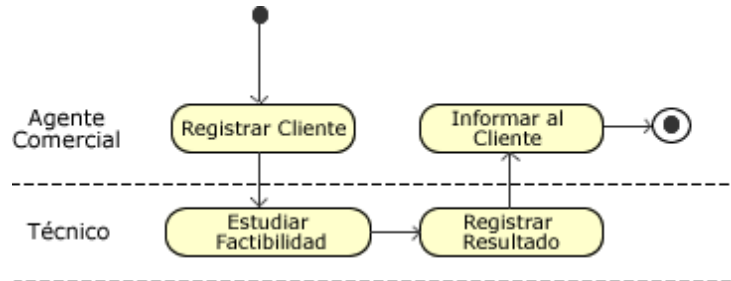 Agente
Comercial
Registrar Cliente
Informar al
Cliente
Técnico
Estudiar
Factibilidad
Registrar
Resultado